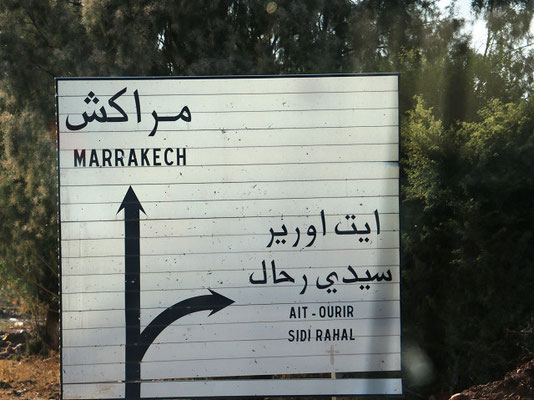 مراكش
MARRAKECH
ايت اورير
سيدي رحال
AIT - OURIR
SIDI RAHAL